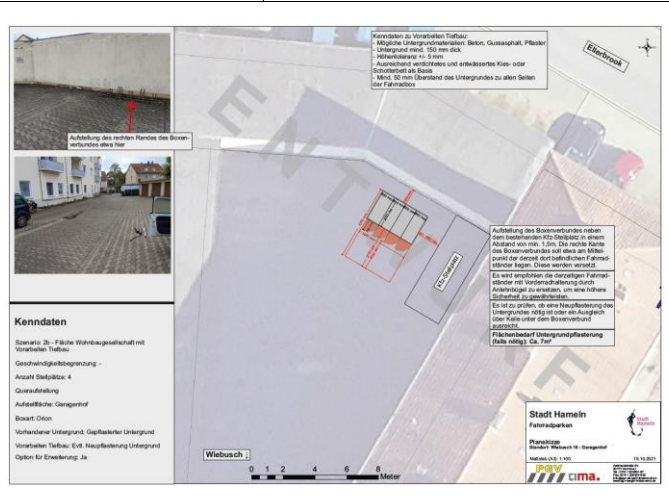 Kenndaten zu Vorarbeiten Tiefbau:
- Mögliche Untergrundmaterialien: Beton, Gussasphalt, Pflaster
- Untergrund mind. 150 mm dick
- Höhentoleranz +/- 5 mm
- Ausreichend verdichtetes und entwässertes Kies- oder
Schotterbett als Basis
- Mind. 50 mm Überstand des Untergrundes zu allen Seiten
der Fahrradbox
Ellerbrook
Aufstellung des rechten Randes des Boxen-
verbundes etwa hier
ENTWURF
Kfz-Stellplatz
Aufstellung des Boxenverbundes neben
dem bestehenden Kfz-Stellplatz in einem
Abstand von min. 1,5m. Die rechte Kante
des Boxenverbundes soll etwa am Mittel-
punkt der derzeit dort befindlichen Fahrrad-
ständer liegen. Diese werden versetzt.
Es wird empfohlen die derzeitigen Fahrrad-
ständer mit Vorderradhalterung durch
Anlehnbügel zu ersetzen, um eine höhere
Sicherheit zu gewährleisten.
Es ist zu prüfen, ob eine Neupflasterung des
Untergrundes nötig ist oder ein Ausgleich
über Keile unter dem Boxenverbund
ausreicht.
Flächenbedarf Untergrundpflasterung
(falls nötig): Ca. 7m²
Kenndaten
Szenario: 2b - Fläche Wohnbaugesellschaft mit
Vorarbeiten Tiefbau
Geschwindigkeitsbegrenzung: -
Anzahl Stellplätze: 4
Queraufstellung
Aufstellfläche: Garagenhof
Boxart: Orion
Vorhandener Untergrund: Gepflasterter Untergrund
Vorarbeiten Tiefbau: Evtl. Neupflasterung Untergrund
Option für Erweiterung: Ja
Wiebusch ↓
0 1 2 4 6 8
Meter
Stadt Hameln
Fahrradparken
Stadt
Hameln
Planskizze
Standort: Wiebusch 10 - Garagenhof
Maßstab (A3): 1:150 15.10.2021
PGV cima.